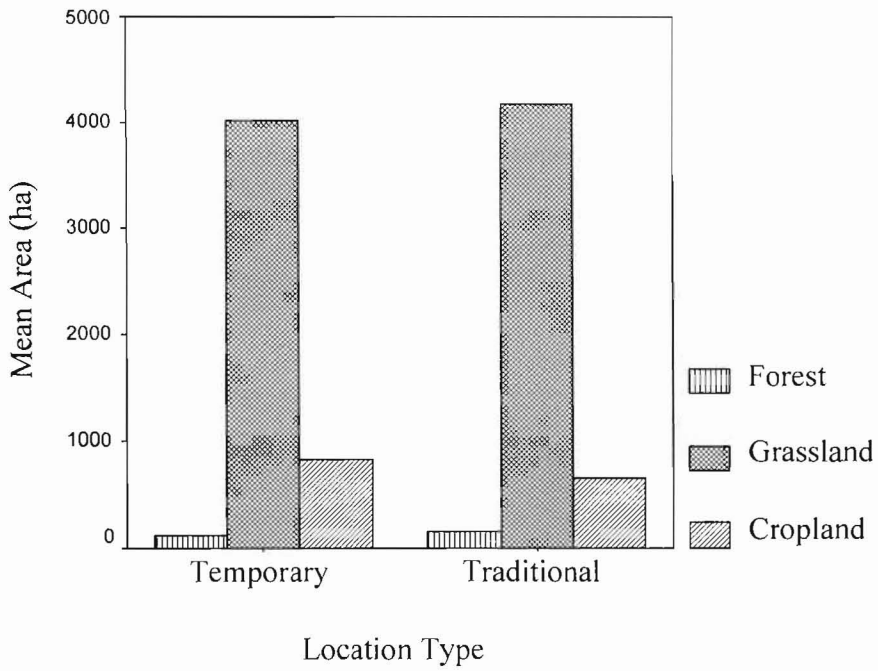 5000
4000
3000
2000
1000
0
Mean Area (ha)
Temporary
Traditional
Location Type
Forest
Grassland
Cropland